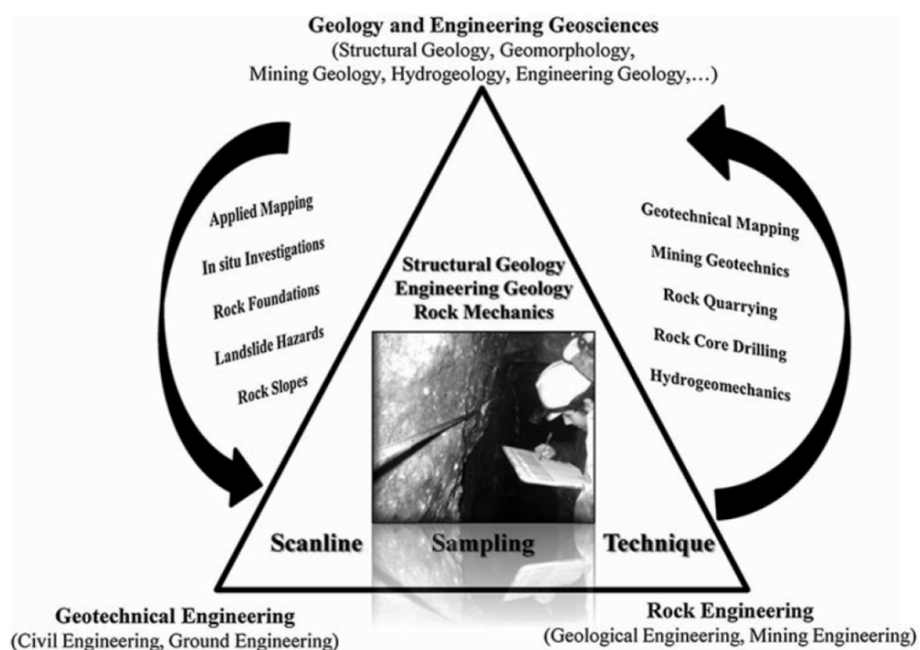 Geology and Engineering Geosciences
(Structural Geology, Geomorphology,
Mining Geology, Hydrogeology, Engineering Geology,...)
Applied Mapping
In situ Investigations
Rock Foundations
Landslide Hazards
Rock Slopes
Structural Geology
Engineering Geology
Rock Mechanics
Geotechnical Mapping
Mining Geotechnics
Rock Quarrying
Rock Core Drilling
Hydrogeomechanics
Scanline Sampling Technique
Geotechnical Engineering
(Civil Engineering, Ground Engineering)
Rock Engineering
(Geological Engineering, Mining Engineering)